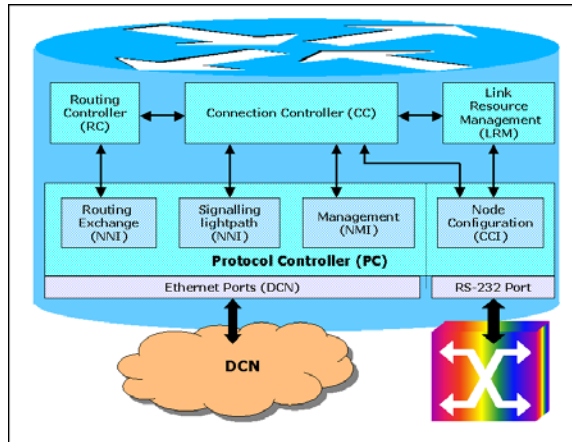 Routing
Controller
(RC)
Connection Controller (CC)
Link
Resource
Management
(LRM)
Routing
Exchange
(NNI)
Signalling
lightpath
(NNI)
Management
(NMI)
Node
Configuration
(CCI)
Protocol Controller (PC)
Ethernet Ports (DCN)
RS-232 Port
DCN